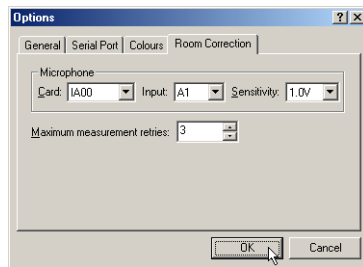 Options
General Serial Port Colours Room Correction
Microphone
Card: IA00 Input: A1 Sensitivity: 1.0V
Maximum measurement retries: 3
OK Cancel